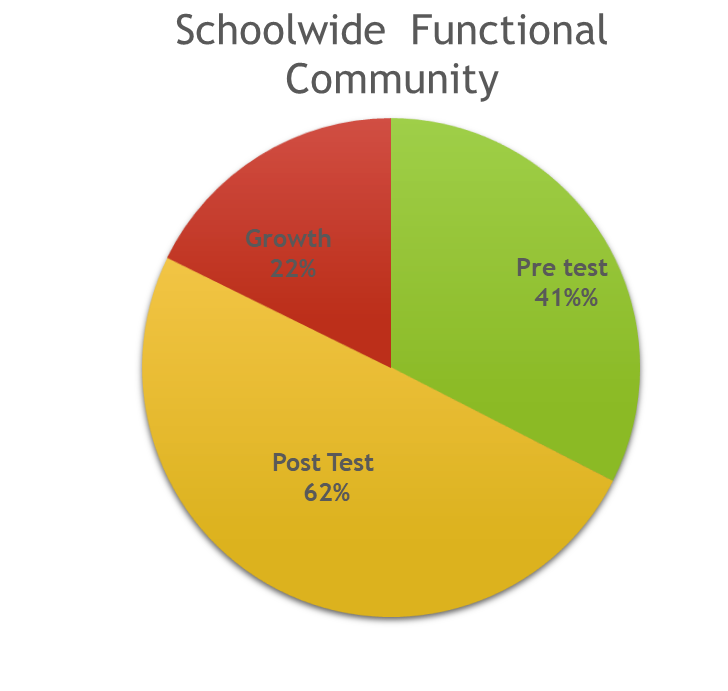 Schoolwide Functional
Community
Growth
22%
Pre test
41%%
Post Test
62%